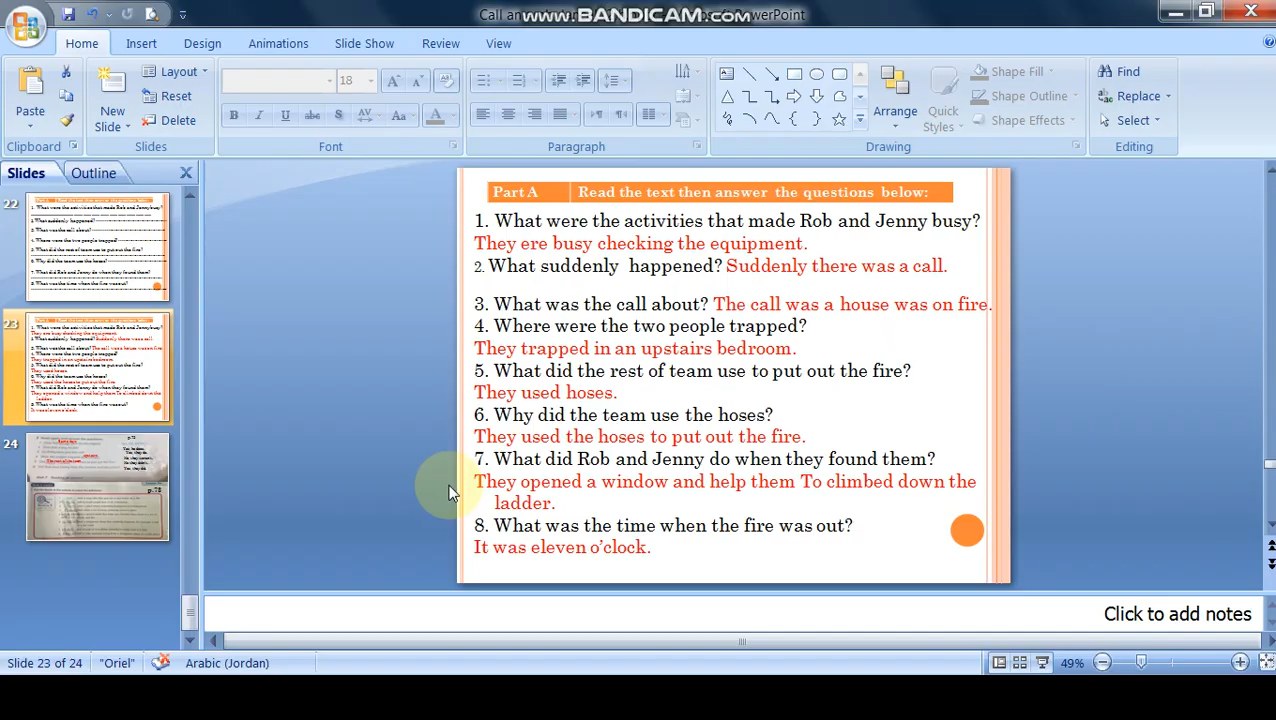 Call an
www.BANDICAM.com
PowerPoint
Home
Insert
Design
Animations
Slide Show
Review
View
Paste
Clipboard
New
Slide
Layout
Reset
Delete
Slides
18
Font
Paragraph
Arrange
Quick
Styles
Shape Fill
Shape Outline
Shape Effects
Drawing
Find
Replace
Select
Editing
Slides
Outline
22
23
24
p.78
Part A Read the text then answer the questions below:
1. What were the activities that made Rob and Jenny busy?
They ere busy checking the equipment.
2. What suddenly happened? Suddenly there was a call.
3. What was the call about? The call was a house was on fire.
4. Where were the two people trapped?
They trapped in an upstairs bedroom.
5. What did the rest of team use to put out the fire?
They used hoses.
6. Why did the team use the hoses?
They used the hoses to put out the fire.
7. What did Rob and Jenny do when they found them?
They opened a window and help them To climbed down the
ladder.
8. What was the time when the fire was out?
It was eleven o’clock.
Click to add notes
Slide 23 of 24
"Oriel"
Arabic (Jordan)
49%